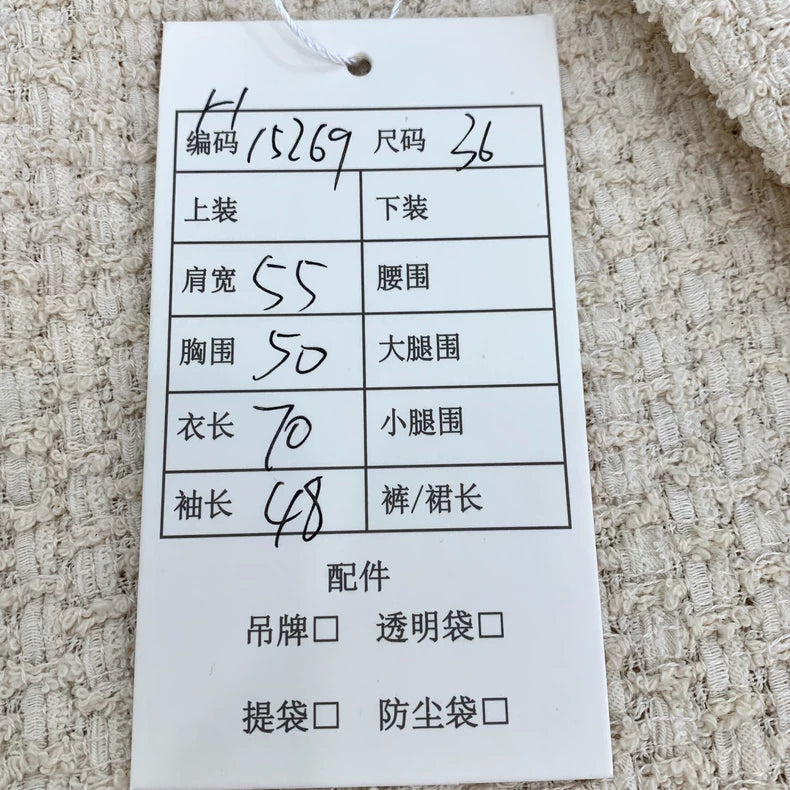 H
编码 15269 尺码 36
上装 下装
肩宽 55 腰围
胸围 50 大腿围
衣长 70 小腿围
袖长 48 裤/裙长
配件
吊牌□ 透明袋□
提袋□ 防尘袋□